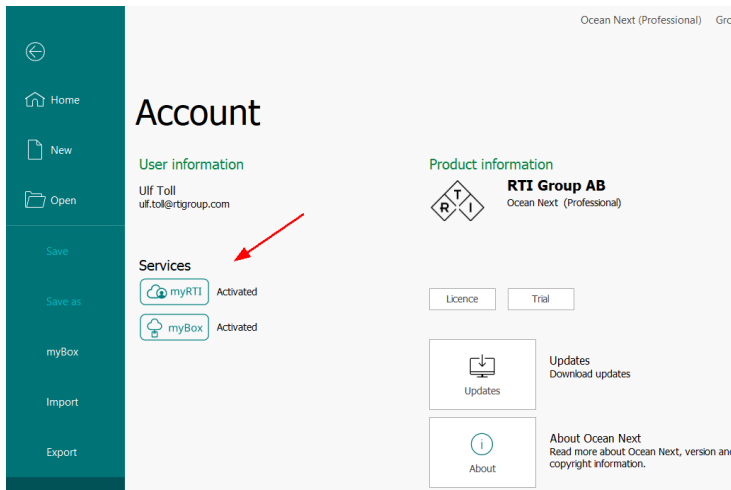 Ocean Next (Professional)
Home
New
Open
Save
Save as
myBox
Import
Export
Account
User information
Ulf Toll
ulf.toll@rtigroup.com
Services
myRTI Activated
myBox Activated
Product information
R T I
RTI Group AB
Ocean Next (Professional)
Licence Trial
Updates
Updates
Download updates
About
About Ocean Next
Read more about Ocean Next, version and
copyright information.